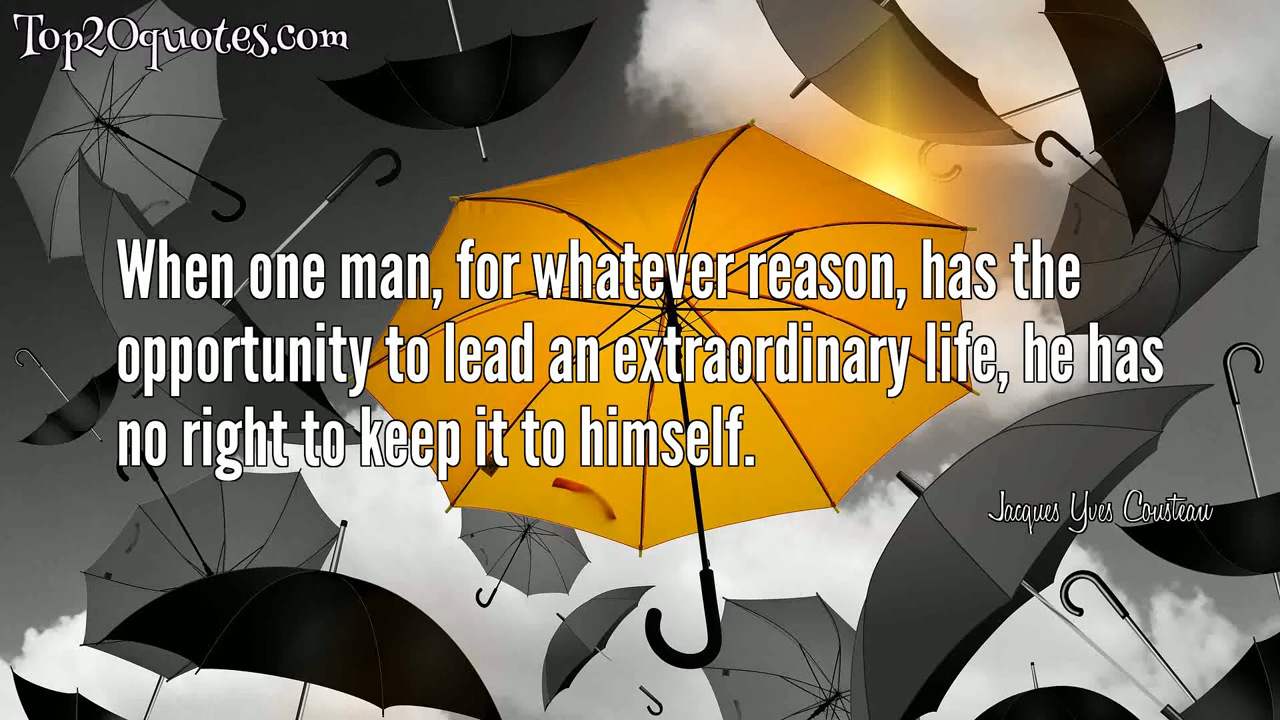 Top20quotes.com
When one man, for whatever reason, has the
opportunity to lead an extraordinary life, he has
no right to keep it to himself.
Jacques Yves Cousteau